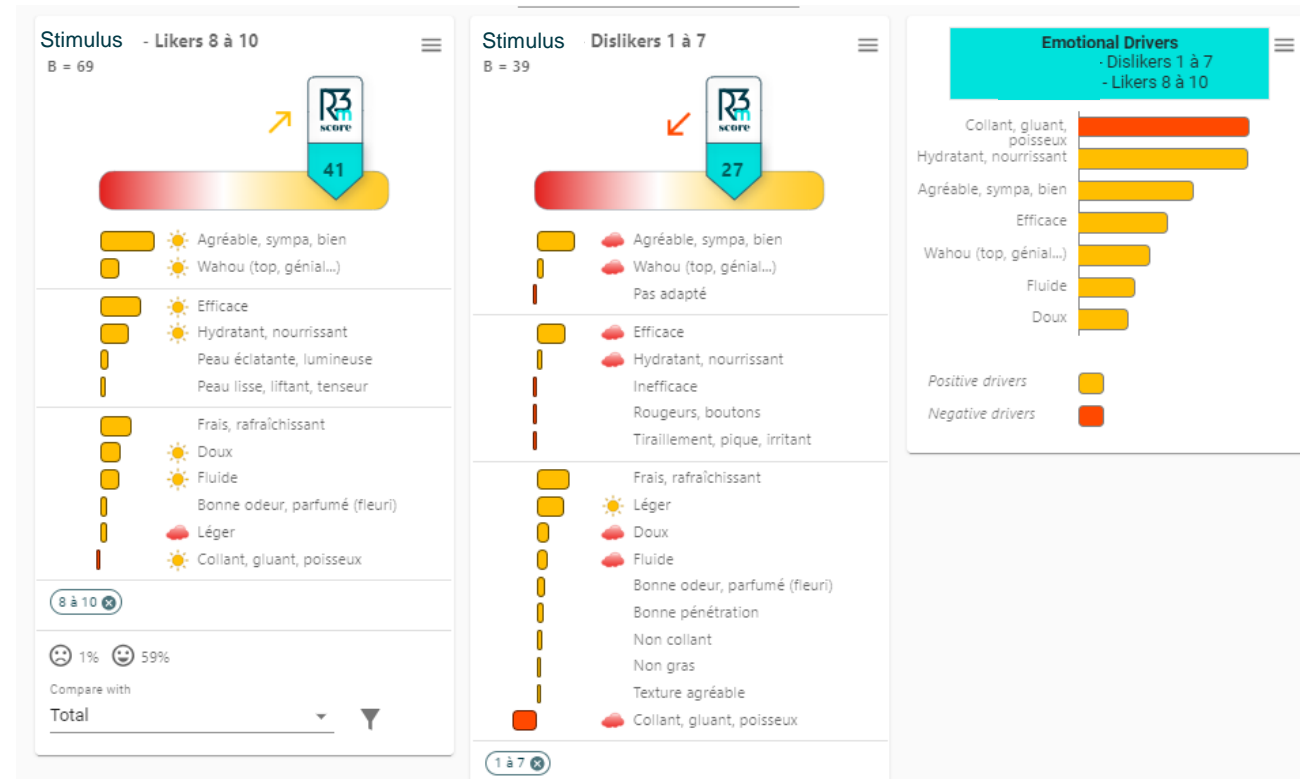 Stimulus - Likers 8 à 10
B = 69
R3m
score
41
Agréable, sympa, bien
Wahou (top, génial...)
Efficace
Hydratant, nourrissant
Peau éclatante, lumineuse
Peau lisse, liftant, tenseur
Frais, rafraîchissant
Doux
Fluide
Bonne odeur, parfumé (fleuri)
Léger
Collant, gluant, poisseux
8 à 10
1% 59%
Compare with
Total
Stimulus Dislikers 1 à 7
B = 39
R3m
score
27
Agréable, sympa, bien
Wahou (top, génial...)
Pas adapté
Efficace
Hydratant, nourrissant
Inefficace
Rougeurs, boutons
Tiraillement, pique, irritant
Frais, rafraîchissant
Léger
Doux
Fluide
Bonne odeur, parfumé (fleuri)
Bonne pénétration
Non collant
Non gras
Texture agréable
Collant, gluant, poisseux
1 à 7
Emotional Drivers
- Dislikers 1 à 7
- Likers 8 à 10
Collant, gluant,
poisseux
Hydratant, nourrissant
Agréable, sympa, bien
Efficace
Wahou (top, génial...)
Fluide
Doux
Positive drivers
Negative drivers